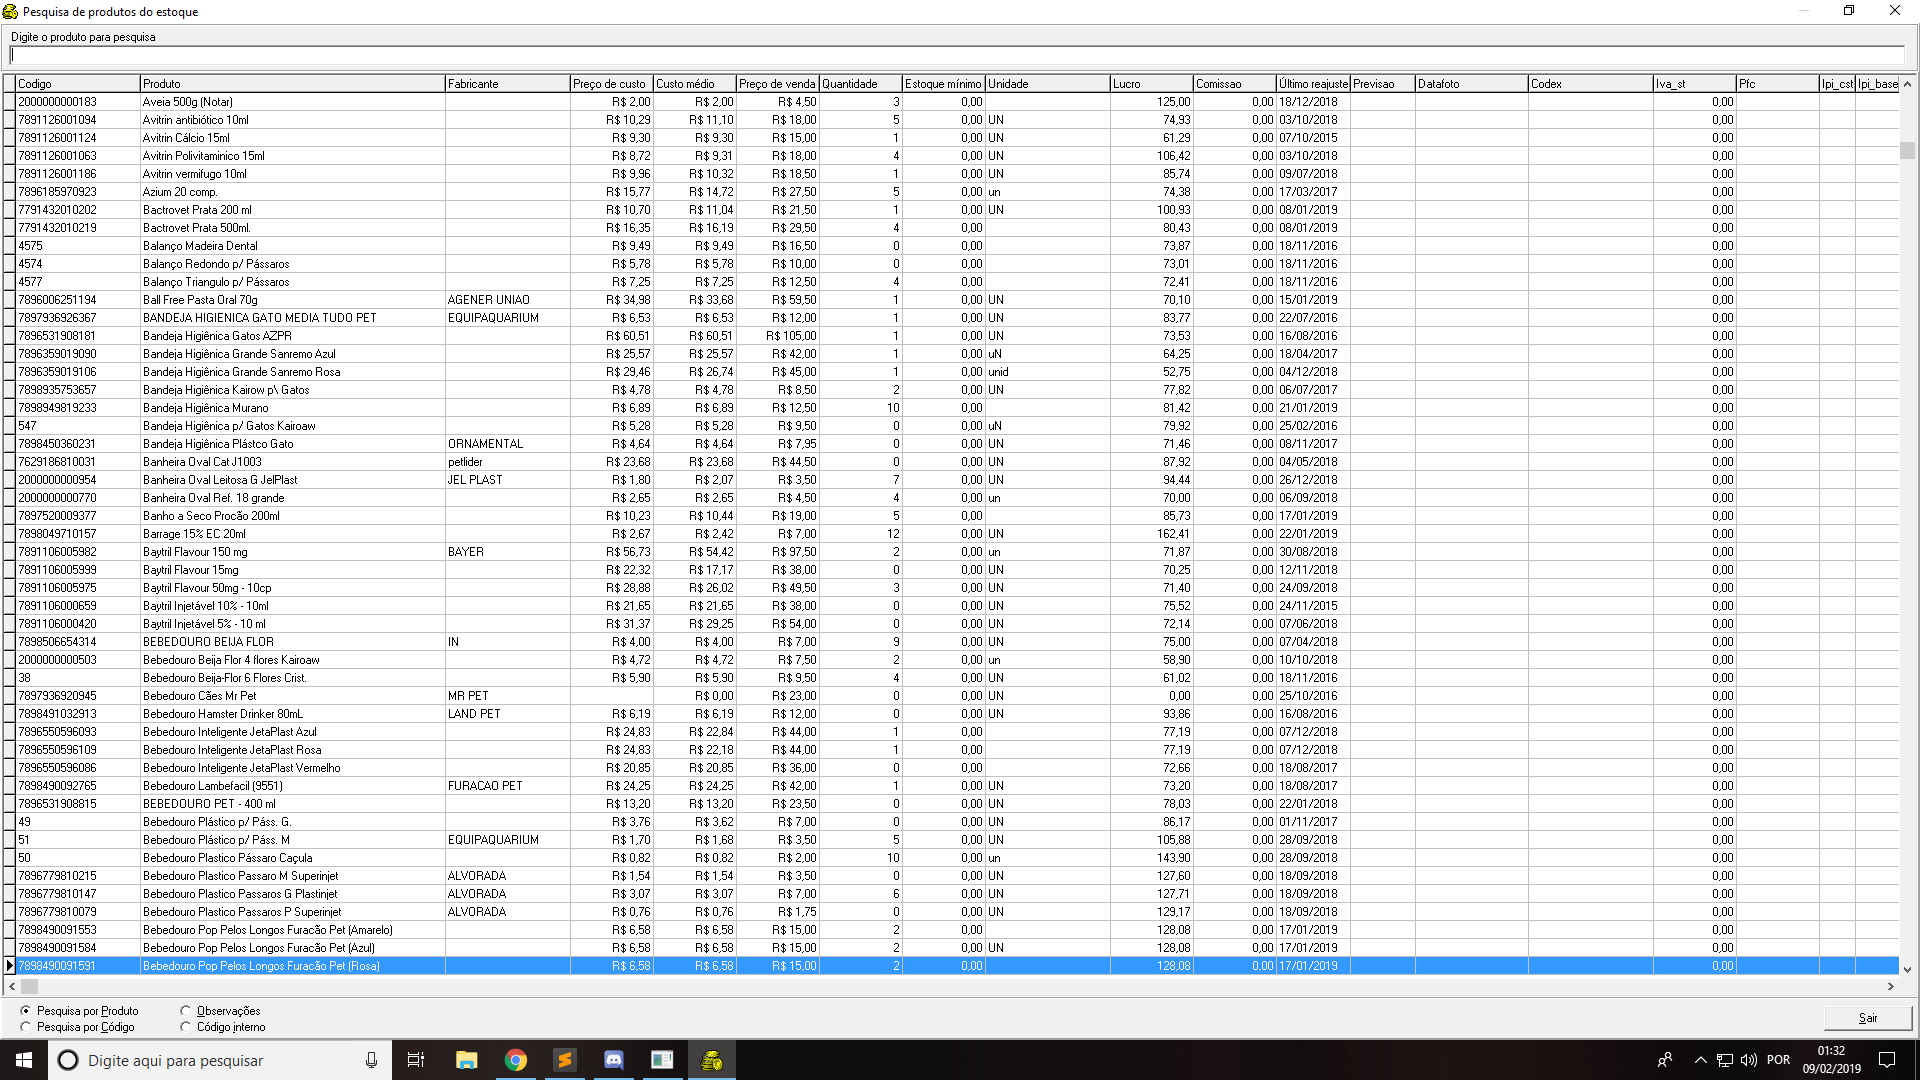 Pesquisa de produtos do estoque
Digite o produto para pesquisa
Codigo Produto Fabricante Preço de custo Custo médio Preço de venda Quantidade Estoque mínimo Unidade Lucro Comissao Último reajuste Previsao Datafoto Codex Iva_st Pfc Ipi_cst Ipi_base
2000000000183 Aveia 500g (Notar) R$ 2,00 R$ 2,00 R$ 4,50 3 0,00 125,00 0,00 18/12/2018 0,00
7891126001094 Avitrin antibiótico 10ml R$ 10,29 R$ 11,10 R$ 18,00 5 0,00 UN 74,93 0,00 03/10/2018 0,00
7891126001124 Avitrin Cálcio 15ml R$ 9,30 R$ 9,30 R$ 15,00 1 0,00 UN 61,29 0,00 07/10/2015 0,00
7891126001063 Avitrin Polivitaminico 15ml R$ 8,72 R$ 9,31 R$ 18,00 4 0,00 UN 106,42 0,00 03/10/2018 0,00
7891126001186 Avitrin vermifugo 10ml R$ 9,96 R$ 10,32 R$ 18,50 1 0,00 UN 85,74 0,00 09/07/2018 0,00
7896185970923 Azium 20 comp. R$ 15,77 R$ 14,72 R$ 27,50 5 0,00 un 74,38 0,00 17/03/2017 0,00
7791432010202 Bactrovet Prata 200 ml R$ 10,70 R$ 11,04 R$ 21,50 1 0,00 UN 100,93 0,00 08/01/2019 0,00
7791432010219 Bactrovet Prata 500ml. R$ 16,35 R$ 16,19 R$ 29,50 4 0,00 80,43 0,00 08/01/2019 0,00
4575 Balanço Madeira Dental R$ 9,49 R$ 9,49 R$ 16,50 0 0,00 73,87 0,00 18/11/2016 0,00
4574 Balanço Redondo p/ Pássaros R$ 5,78 R$ 5,78 R$ 10,00 0 0,00 73,01 0,00 18/11/2016 0,00
4577 Balanço Triangulo p/ Pássaros R$ 7,25 R$ 7,25 R$ 12,50 4 0,00 72,41 0,00 18/11/2016 0,00
7896006251194 Ball Free Pasta Oral 70g AGENER UNIAO R$ 34,98 R$ 33,68 R$ 59,50 1 0,00 UN 70,10 0,00 15/01/2019 0,00
7897936926367 BANDEJA HIGIENICA GATO MEDIA TUDO PET EQUIPAQUARIUM R$ 6,53 R$ 6,53 R$ 12,00 1 0,00 UN 83,77 0,00 22/07/2016 0,00
7896531908181 Bandeja Higiênica Gatos AZPR R$ 60,51 R$ 60,51 R$ 105,00 1 0,00 UN 73,53 0,00 16/08/2016 0,00
7896359019090 Bandeja Higiênica Grande Sanremo Azul R$ 25,57 R$ 25,57 R$ 42,00 1 0,00 uN 64,25 0,00 18/04/2017 0,00
7896359019106 Bandeja Higiênica Grande Sanremo Rosa R$ 29,46 R$ 26,74 R$ 45,00 1 0,00 unid 52,75 0,00 04/12/2018 0,00
7898935753657 Bandeja Higiênica Kairow p\ Gatos R$ 4,78 R$ 4,78 R$ 8,50 2 0,00 UN 77,82 0,00 06/07/2017 0,00
7898949819233 Bandeja Higiênica Murano R$ 6,89 R$ 6,89 R$ 12,50 10 0,00 81,42 0,00 21/01/2019 0,00
547 Bandeja Higiênica p/ Gatos Kairoaw R$ 5,28 R$ 5,28 R$ 9,50 0 0,00 uN 79,92 0,00 25/02/2016 0,00
7898450360231 Bandeja Higiênica Plástco Gato ORNAMENTAL R$ 4,64 R$ 4,64 R$ 7,95 0 0,00 UN 71,46 0,00 08/11/2017 0,00
7629186810031 Banheira Oval Cat J1003 petlider R$ 23,68 R$ 23,68 R$ 44,50 0 0,00 UN 87,92 0,00 04/05/2018 0,00
2000000000954 Banheira Oval Leitosa G JelPlast JEL PLAST R$ 1,80 R$ 2,07 R$ 3,50 7 0,00 UN 94,44 0,00 26/12/2018 0,00
2000000000770 Banheira Oval Ref. 18 grande R$ 2,65 R$ 2,65 R$ 4,50 4 0,00 un 70,00 0,00 06/09/2018 0,00
7897520009377 Banho a Seco Procão 200ml R$ 10,23 R$ 10,44 R$ 19,00 5 0,00 85,73 0,00 17/01/2019 0,00
7898049710157 Barrage 15% EC 20ml R$ 2,67 R$ 2,42 R$ 7,00 12 0,00 UN 162,41 0,00 22/01/2019 0,00
7891106005982 Baytril Flavour 150 mg BAYER R$ 56,73 R$ 54,42 R$ 97,50 2 0,00 un 71,87 0,00 30/08/2018 0,00
7891106005999 Baytril Flavour 15mg R$ 22,32 R$ 17,17 R$ 38,00 0 0,00 UN 70,25 0,00 12/11/2018 0,00
7891106005975 Baytril Flavour 50mg - 10cp R$ 28,88 R$ 26,02 R$ 49,50 3 0,00 UN 71,40 0,00 24/09/2018 0,00
7891106000659 Baytril Injetável 10% - 10ml R$ 21,65 R$ 21,65 R$ 38,00 0 0,00 UN 75,52 0,00 24/11/2015 0,00
7891106000420 Baytril Injetável 5% - 10 ml R$ 31,37 R$ 29,25 R$ 54,00 0 0,00 UN 72,14 0,00 07/06/2018 0,00
7898506654314 BEBEDOURO BEIJA FLOR IN R$ 4,00 R$ 4,00 R$ 7,00 9 0,00 UN 75,00 0,00 07/04/2018 0,00
2000000000503 Bebedouro Beija Flor 4 flores Kairoaw R$ 4,72 R$ 4,72 R$ 7,50 2 0,00 un 58,90 0,00 10/10/2018 0,00
38 Bebedouro Beija-Flor 6 Flores Crist. R$ 5,90 R$ 5,90 R$ 9,50 4 0,00 UN 61,02 0,00 18/11/2016 0,00
7897936920945 Bebedouro Cães Mr Pet MR PET R$ 0,00 R$ 23,00 0 0,00 UN 0,00 0,00 25/10/2016 0,00
7898491032913 Bebedouro Hamster Drinker 80mL LAND PET R$ 6,19 R$ 6,19 R$ 12,00 0 0,00 UN 93,86 0,00 16/08/2016 0,00
7896550596093 Bebedouro Inteligente JetaPlast Azul R$ 24,83 R$ 22,84 R$ 44,00 1 0,00 77,19 0,00 07/12/2018 0,00
7896550596109 Bebedouro Inteligente JetaPlast Rosa R$ 24,83 R$ 22,18 R$ 44,00 1 0,00 77,19 0,00 07/12/2018 0,00
7896550596086 Bebedouro Inteligente JetaPlast Vermelho R$ 20,85 R$ 20,85 R$ 36,00 0 0,00 72,66 0,00 18/08/2017 0,00
7898490092765 Bebedouro Lambefacil (9551) FURACAO PET R$ 24,25 R$ 24,25 R$ 42,00 1 0,00 UN 73,20 0,00 18/08/2017 0,00
7896531908815 BEBEDOURO PET - 400 ml R$ 13,20 R$ 13,20 R$ 23,50 0 0,00 UN 78,03 0,00 22/01/2018 0,00
49 Bebedouro Plástico p/ Páss. G. R$ 3,76 R$ 3,62 R$ 7,00 0 0,00 UN 86,17 0,00 01/11/2017 0,00
51 Bebedouro Plástico p/ Páss. M EQUIPAQUARIUM R$ 1,70 R$ 1,68 R$ 3,50 5 0,00 UN 105,88 0,00 28/09/2018 0,00
50 Bebedouro Plastico Pássaro Caçula R$ 0,82 R$ 0,82 R$ 2,00 10 0,00 un 143,90 0,00 28/09/2018 0,00
7896779810215 Bebedouro Plastico Passaro M Superinjet ALVORADA R$ 1,54 R$ 1,54 R$ 3,50 0 0,00 UN 127,60 0,00 18/09/2018 0,00
7896779810147 Bebedouro Plastico Passaros G Plastinjet ALVORADA R$ 3,07 R$ 3,07 R$ 7,00 6 0,00 UN 127,71 0,00 18/09/2018 0,00
7896779810079 Bebedouro Plastico Passaros P Superinjet ALVORADA R$ 0,76 R$ 0,76 R$ 1,75 0 0,00 UN 129,17 0,00 18/09/2018 0,00
7898490091553 Bebedouro Pop Pelos Longos Furacão Pet (Amarelo) R$ 6,58 R$ 6,58 R$ 15,00 2 0,00 128,08 0,00 17/01/2019 0,00
7898490091584 Bebedouro Pop Pelos Longos Furacão Pet (Azul) R$ 6,58 R$ 6,58 R$ 15,00 2 0,00 UN 128,08 0,00 17/01/2019 0,00
7898490091591 Bebedouro Pop Pelos Longos Furacão Pet (Rosa) R$ 6,58 R$ 6,58 R$ 15,00 2 0,00 128,08 0,00 17/01/2019 0,00
Pesquisa por Produto Observações
Pesquisa por Código Código interno
Sair
Digite aqui para pesquisar
POR
01:32
09/02/2019